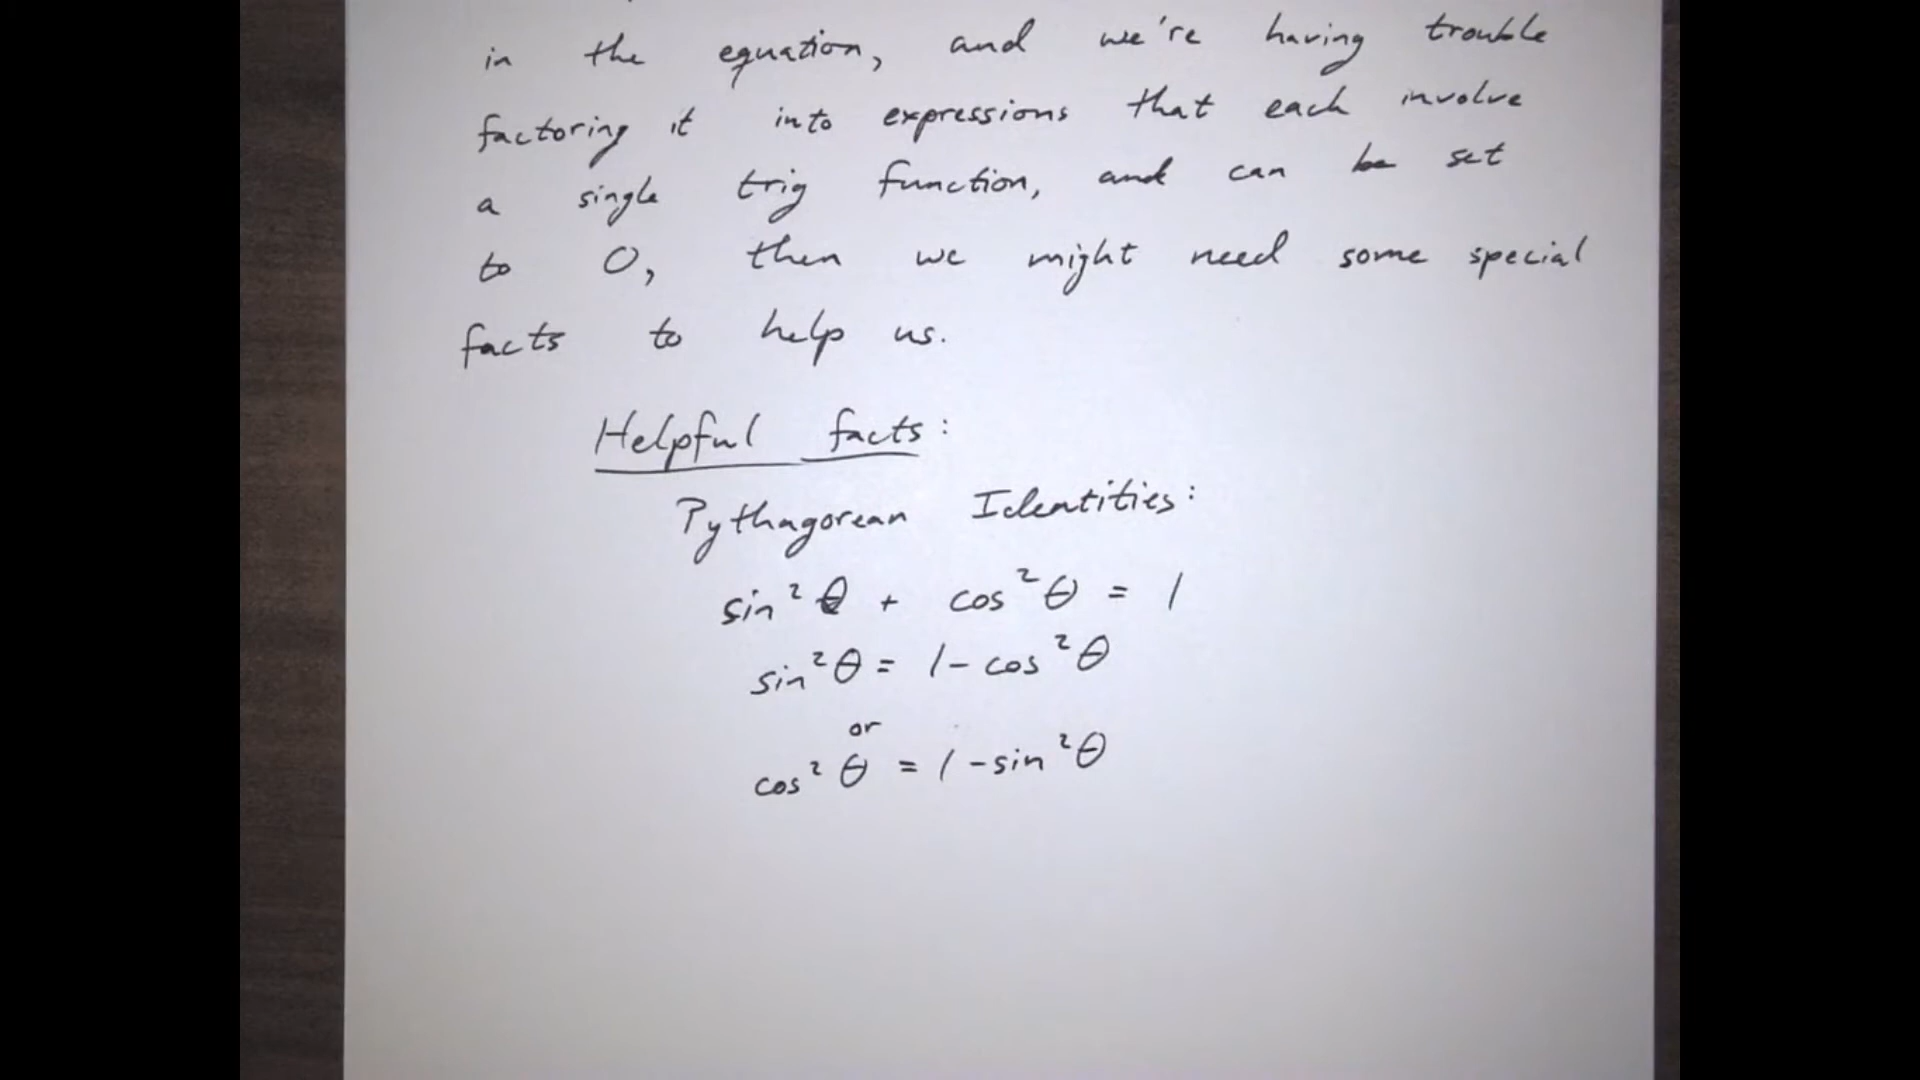 in the equation, and we're having trouble
factoring it into expressions that each involve
a single trig function, and can be set
to 0, then we might need some special
facts to help us.
Helpful facts:
Pythagorean Identities:
sin²θ + cos²θ = 1
sin²θ = 1 - cos²θ
or
cos²θ = 1 - sin²θ